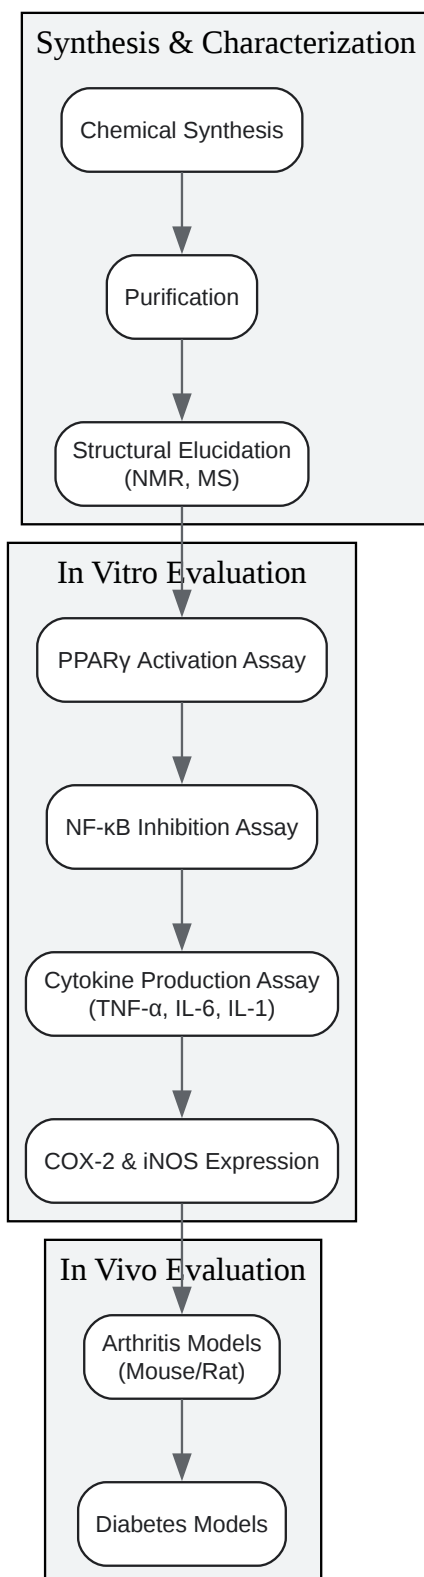 Synthesis & Characterization
Chemical Synthesis
Purification
Structural Elucidation
(NMR, MS)
In Vitro Evaluation
PPARγ Activation Assay
NF-κB Inhibition Assay
Cytokine Production Assay
(TNF-α, IL-6, IL-1)
COX-2 & iNOS Expression
In Vivo Evaluation
Arthritis Models
(Mouse/Rat)
Diabetes Models